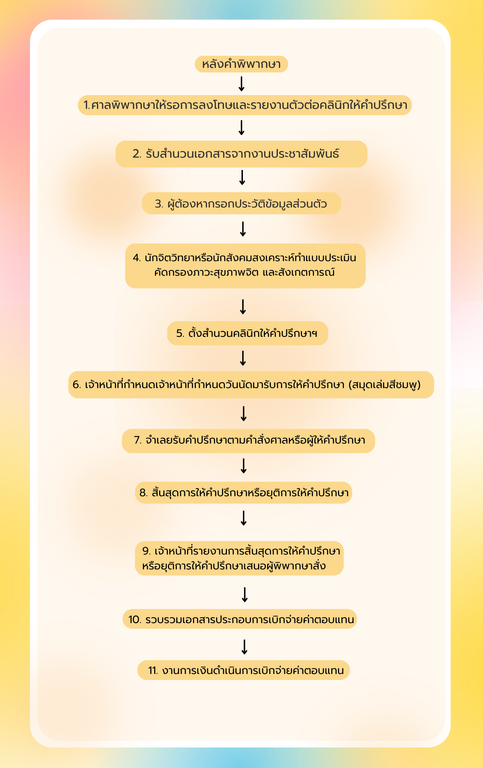 หลังคำพิพากษา
1.ศาลพิพากษาให้รอการลงโทษและรายงานตัวต่อคลินิกให้คำปรึกษา
2. รับสำนวนเอกสารจากงานประชาสัมพันธ์
3. ผู้ต้องหากรอกประวัติข้อมูลส่วนตัว
4. นักจิตวิทยาหรือนักสังคมสงเคราะห์ทำแบบประเมิน
คัดกรองภาวะสุขภาพจิต และสังเกตการณ์
5. ตั้งสำนวนคลินิกให้คำปรึกษาฯ
6. เจ้าหน้าที่กำหนดเจ้าหน้าที่กำหนดวันนัดมารับการให้คำปรึกษา (สมุดเล่มสีชมพู)
7. จำเลยรับคำปรึกษาตามคำสั่งศาลหรือผู้ให้คำปรึกษา
8. สิ้นสุดการให้คำปรึกษาหรือยุติการให้คำปรึกษา
9. เจ้าหน้าที่รายงานการสิ้นสุดการให้คำปรึกษา
หรือยุติการให้คำปรึกษาเสนอผู้พิพากษาสั่ง
10. รวบรวมเอกสารประกอบการเบิกจ่ายค่าตอบแทน
11. งานการเงินดำเนินการเบิกจ่ายค่าตอบแทน